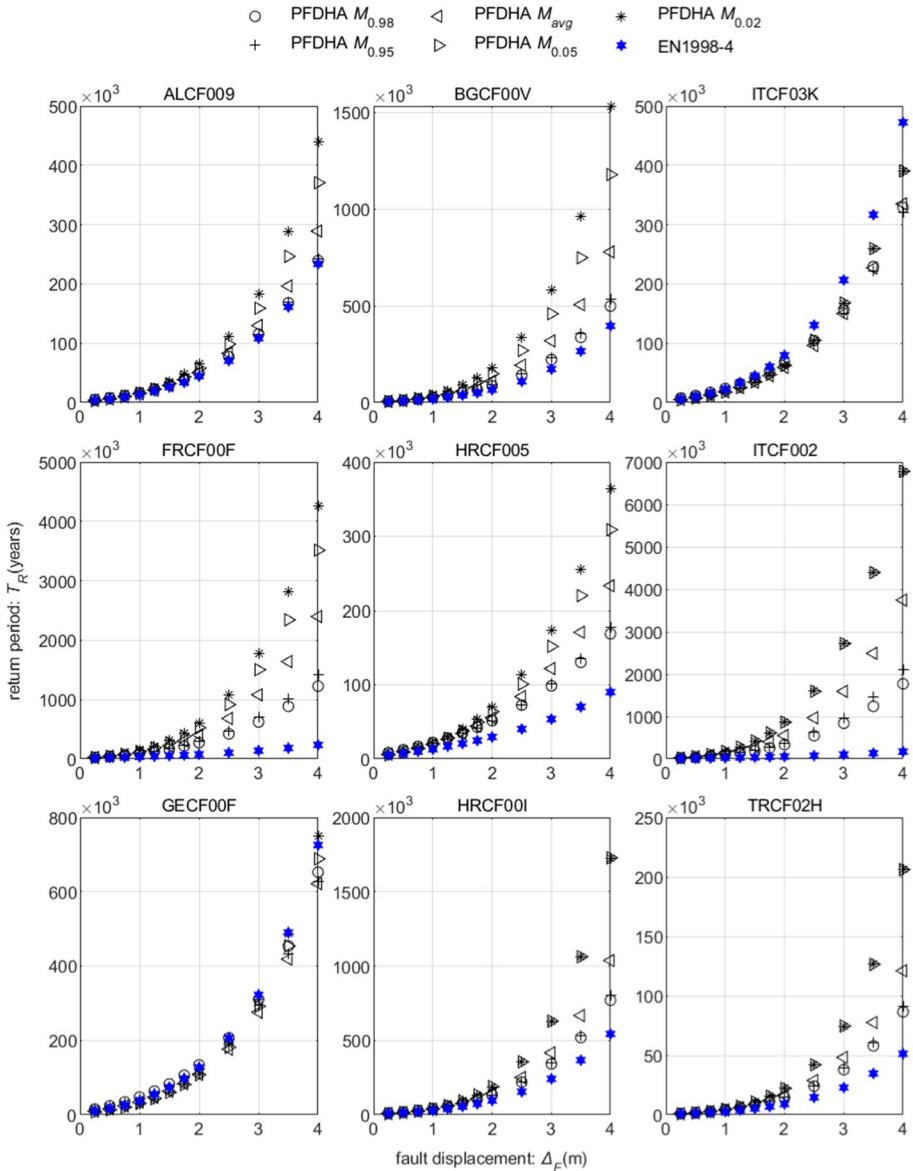 PFDHA M0.98 PFDHA Mavg PFDHA M0.02
PFDHA M0.95 PFDHA M0.05 EN1998-4
×10³ ALCF009 ×10³ BGCF00V ×10³ ITCF03K
500 1500 500
400 400
300 1000 300
200 200
500
100 100
0 0 0
0 1 2 3 4 0 1 2 3 4 0 1 2 3 4
×10³ FRCF00F ×10³ HRCF005 ×10³ ITCF002
5000 400 7000
6000
4000 300 5000
3000 4000
200
2000 3000
2000
1000 100
1000
0 0 0
0 1 2 3 4 0 1 2 3 4 0 1 2 3 4
return period: TR(years)
×10³ GECF00F ×10³ HRCF00I ×10³ TRCF02H
800 2000 250
600 1500 200
150
400 1000
100
200 500
50
0 0 0
0 1 2 3 4 0 1 2 3 4 0 1 2 3 4
fault displacement: ΔF(m)